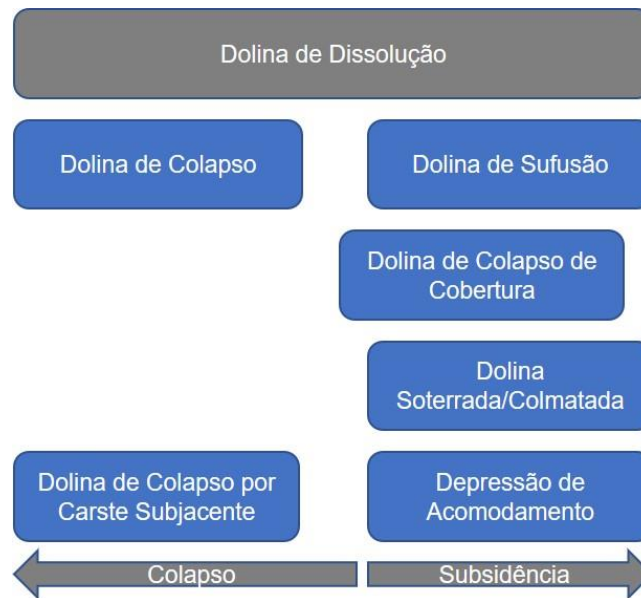 Dolina de Dissolução
Dolina de Colapso
Dolina de Sufusão
Dolina de Colapso de
Cobertura
Dolina
Soterrada/Colmatada
Dolina de Colapso por
Carste Subjacente
Depressão de
Acomodamento
Colapso
Subsidência